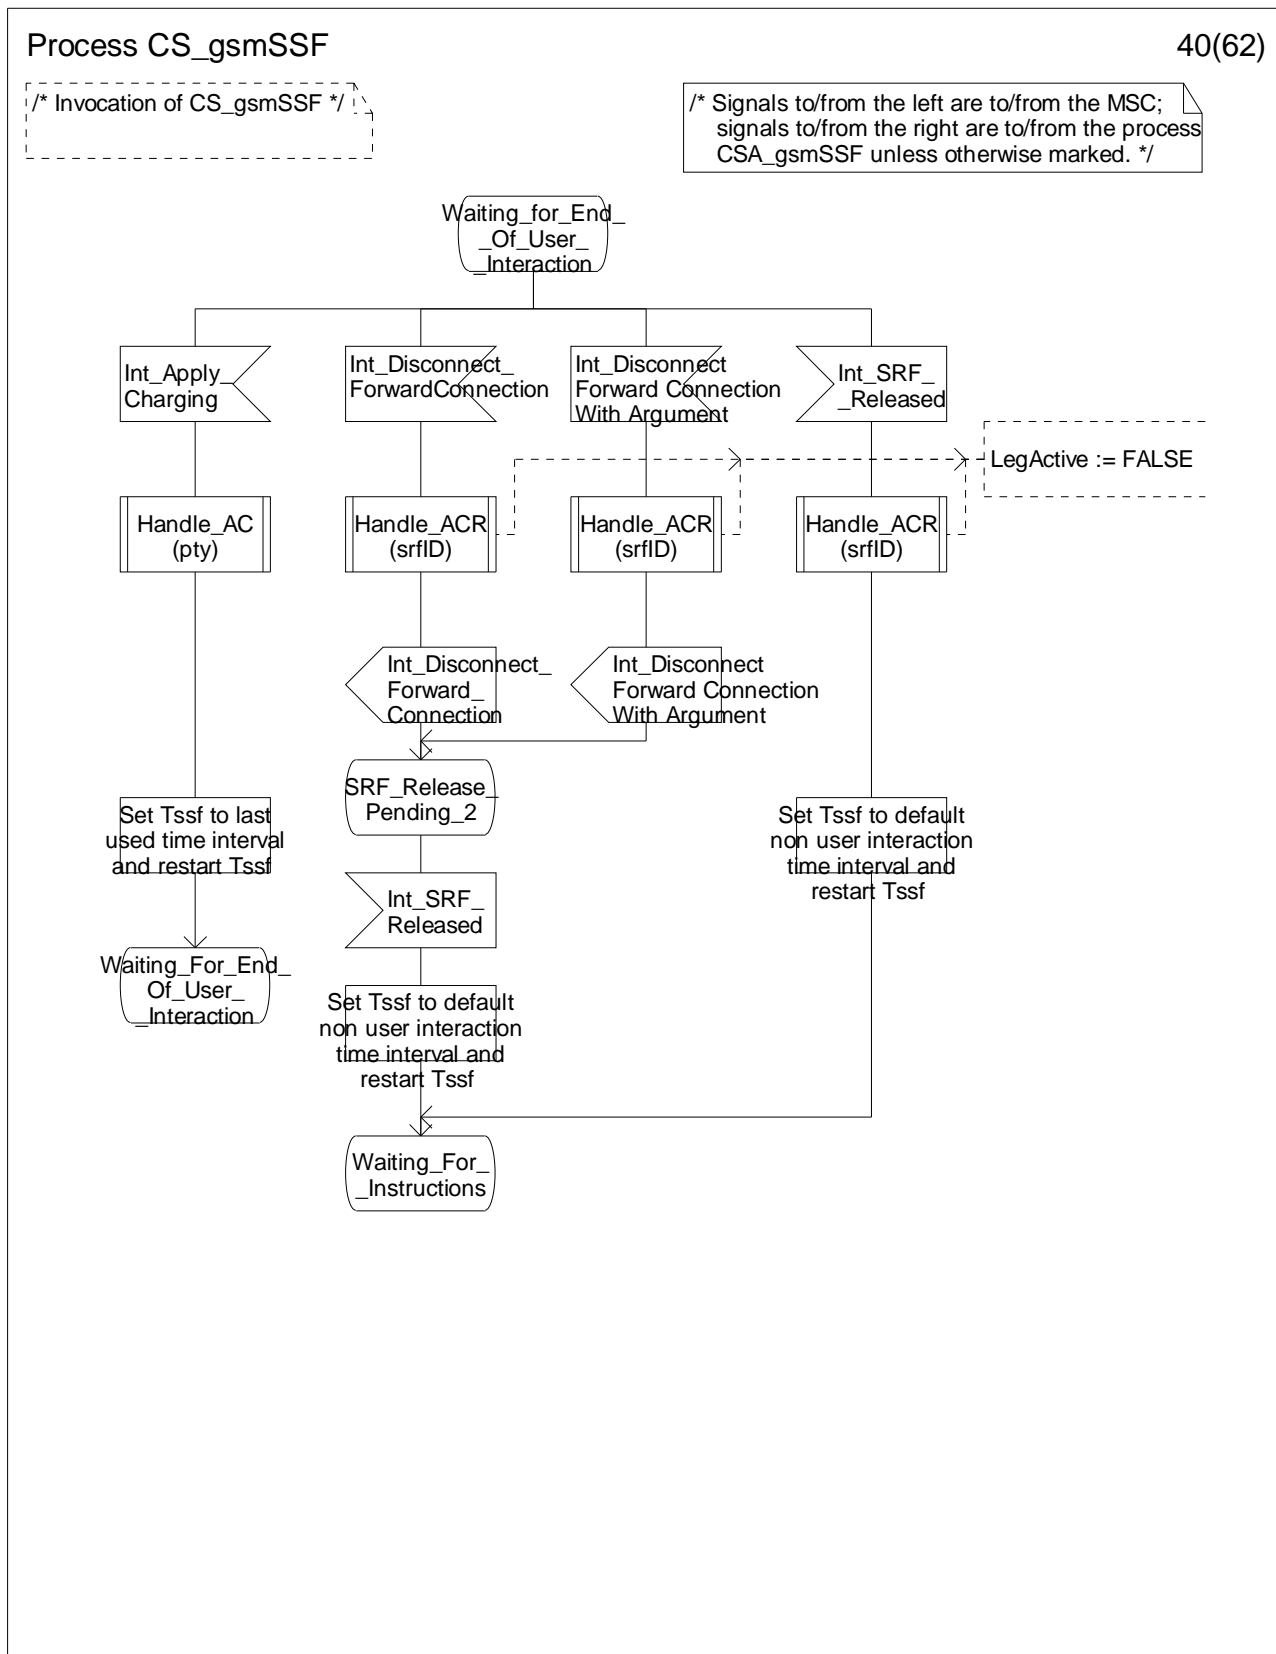 Process CS_gsmSSF
40(62)
/* Invocation of CS_gsmSSF */
/* Signals to/from the left are to/from the MSC;
signals to/from the right are to/from the process
CSA_gsmSSF unless otherwise marked. */
Waiting_for_End_
_Of_User_
_Interaction
Int_Apply_
Charging
Int_Disconnect_
ForwardConnection
Int_Disconnect
Forward Connection
With Argument
Int_SRF_
_Released
LegActive := FALSE
Handle_AC
(pty)
Handle_ACR
(srfID)
Handle_ACR
(srfID)
Handle_ACR
(srfID)
Int_Disconnect_
Forward_
Connection
Int_Disconnect
Forward Connection
With Argument
SRF_Release_
Pending_2
Set Tssf to last
used time interval
and restart Tssf
Set Tssf to default
non user interaction
time interval and
restart Tssf
Int_SRF_
Released
Waiting_For_End_
Of_User_
_Interaction
Set Tssf to default
non user interaction
time interval and
restart Tssf
Waiting_For_
_Instructions